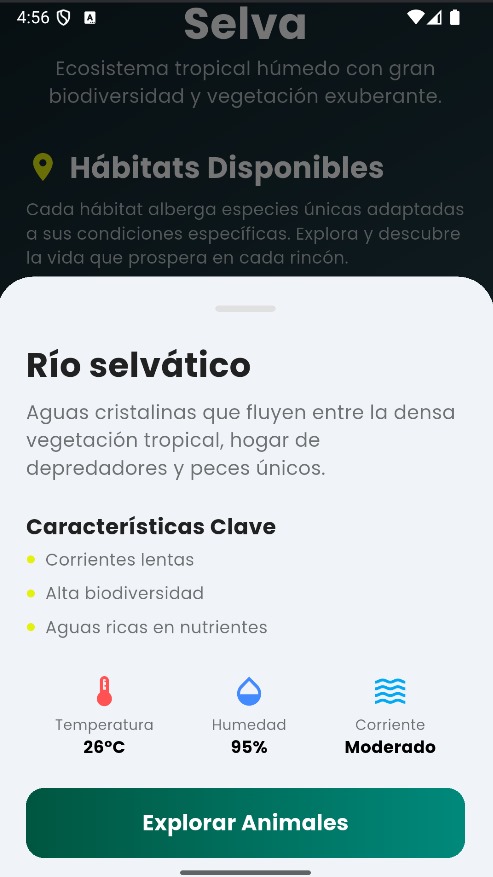 4:56
A
Selva
Ecosistema tropical húmedo con gran
biodiversidad y vegetación exuberante.
Hábitats Disponibles
Cada hábitat alberga especies únicas adaptadas
a sus condiciones específicas. Explora y descubre
la vida que prospera en cada rincón.
Río selvático
Aguas cristalinas que fluyen entre la densa
vegetación tropical, hogar de
depredadores y peces únicos.
Características Clave
Corrientes lentas
Alta biodiversidad
Aguas ricas en nutrientes
Temperatura Humedad Corriente
26°C 95% Moderado
Explorar Animales